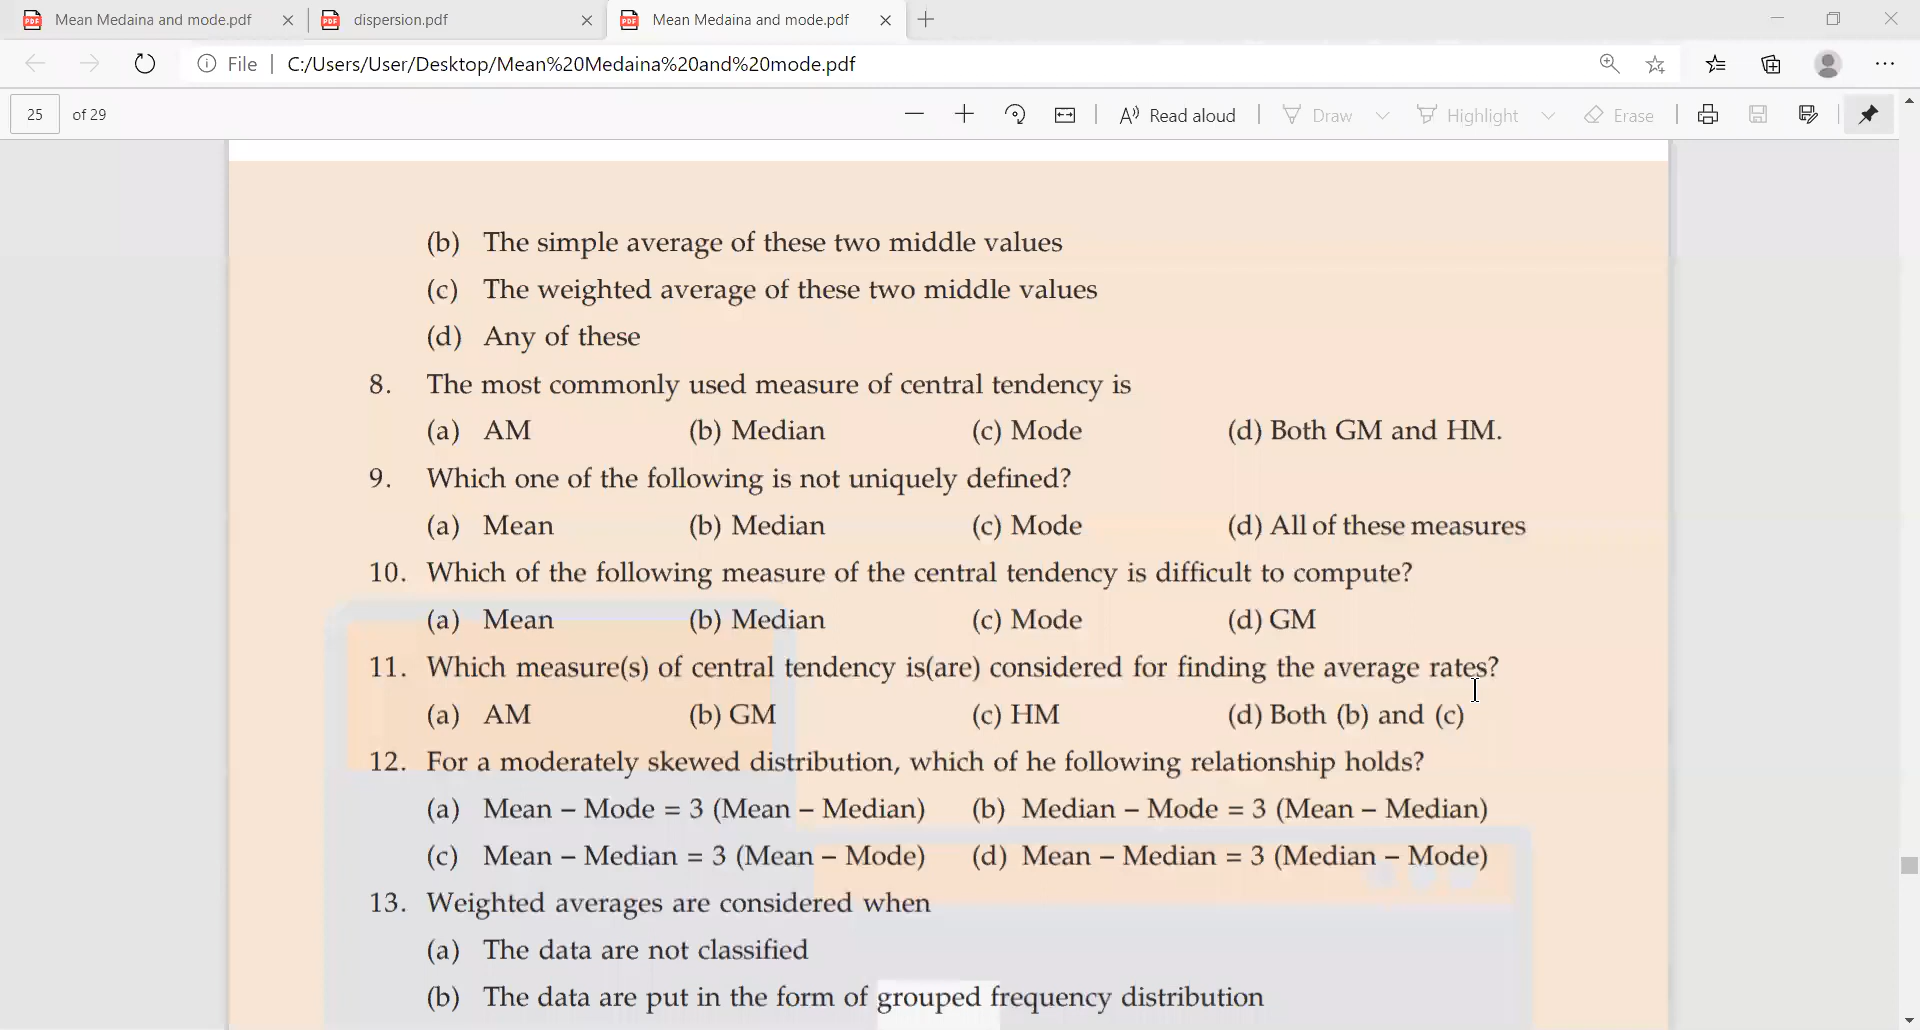 Mean Medaina and mode.pdf
dispersion.pdf
Mean Medaina and mode.pdf
File
C:/Users/User/Desktop/Mean%20Medaina%20and%20mode.pdf
25 of 29
Read aloud
Draw
Highlight
Erase
(b) The simple average of these two middle values
(c) The weighted average of these two middle values
(d) Any of these
8. The most commonly used measure of central tendency is
(a) AM (b) Median (c) Mode (d) Both GM and HM.
9. Which one of the following is not uniquely defined?
(a) Mean (b) Median (c) Mode (d) All of these measures
10. Which of the following measure of the central tendency is difficult to compute?
(a) Mean (b) Median (c) Mode (d) GM
11. Which measure(s) of central tendency is(are) considered for finding the average rates?
(a) AM (b) GM (c) HM (d) Both (b) and (c)
12. For a moderately skewed distribution, which of he following relationship holds?
(a) Mean – Mode = 3 (Mean – Median) (b) Median – Mode = 3 (Mean – Median)
(c) Mean – Median = 3 (Mean – Mode) (d) Mean – Median = 3 (Median – Mode)
13. Weighted averages are considered when
(a) The data are not classified
(b) The data are put in the form of grouped frequency distribution